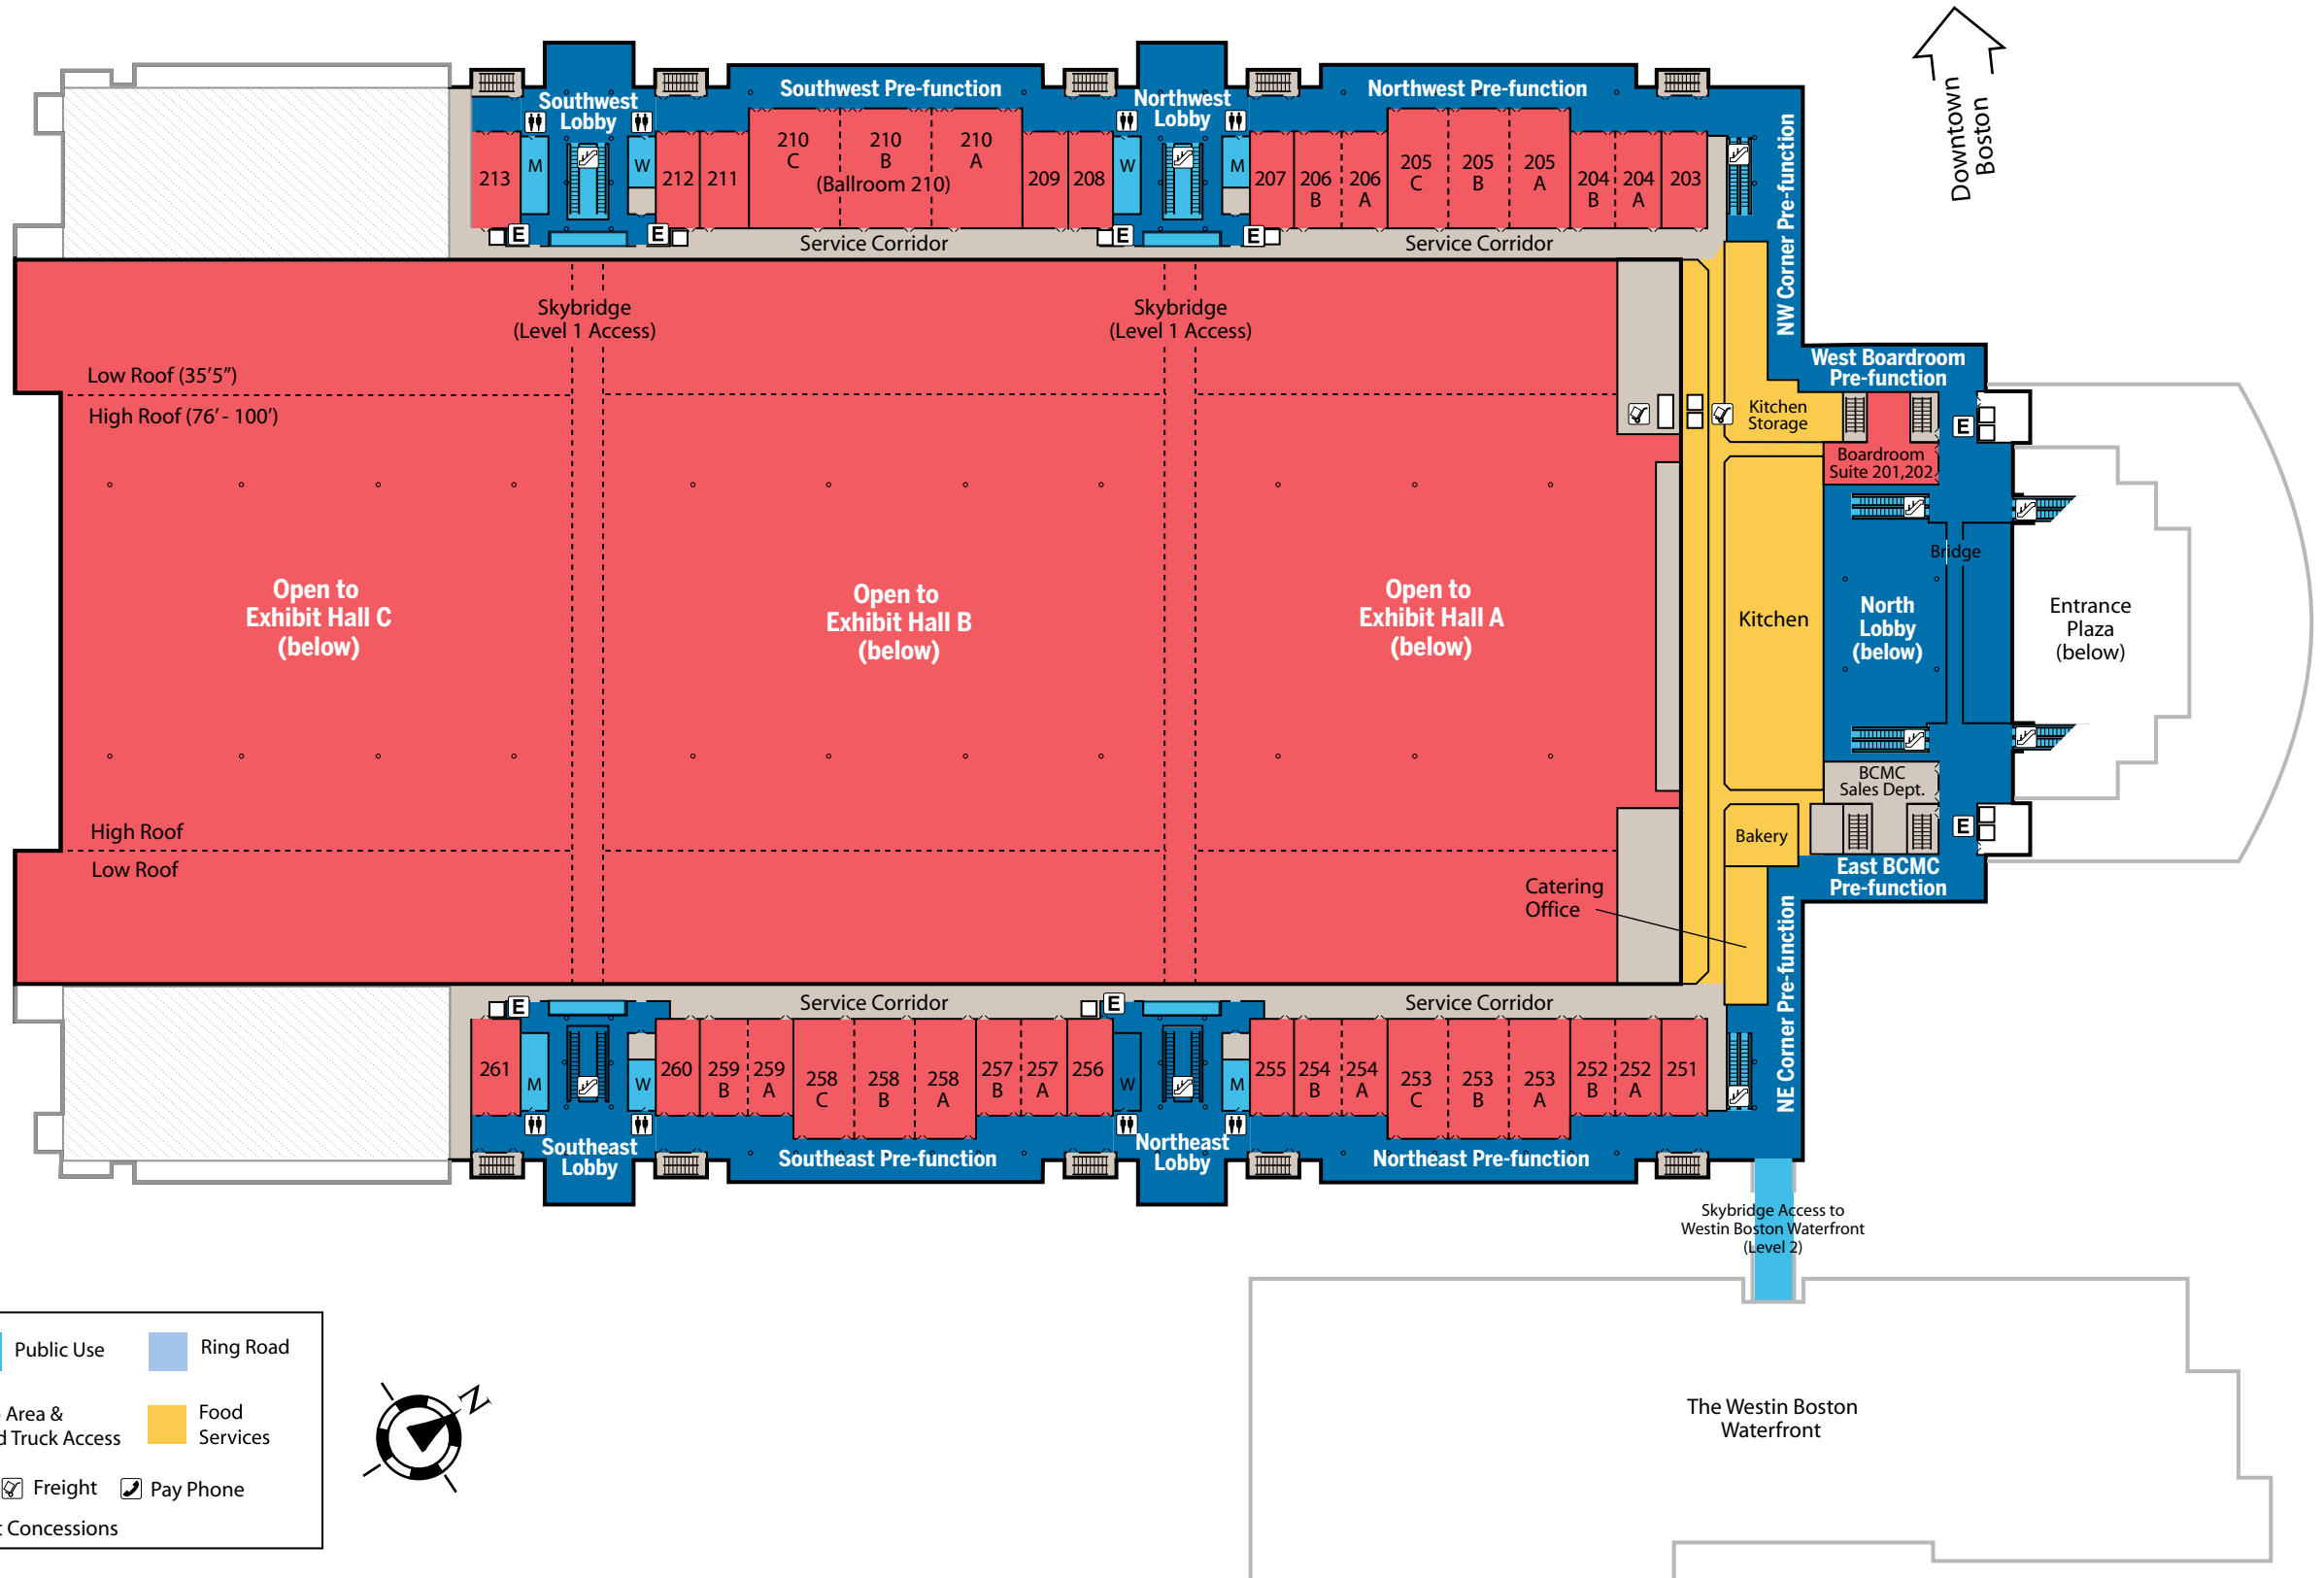 Downtown
Boston
Southwest Pre-function
Northwest Pre-function
Southwest
Lobby
Northwest
Lobby
NW Corner Pre-function
213
M
W
212
211
210
C
210
B
210
A
(Ballroom 210)
209
208
W
M
207
206
B
206
A
205
C
205
B
205
A
204
B
204
A
203
E
E
E
E
Service Corridor
Service Corridor
Skybridge
(Level 1 Access)
Skybridge
(Level 1 Access)
Low Roof (35’5”)
High Roof (76’ - 100’)
West Boardroom
Pre-function
Kitchen
Storage
E
Boardroom
Suite 201,202
Bridge
Open to
Exhibit Hall C
(below)
Open to
Exhibit Hall B
(below)
Open to
Exhibit Hall A
(below)
Kitchen
North
Lobby
(below)
Entrance
Plaza
(below)
BCMC
Sales Dept.
High Roof
Low Roof
Bakery
E
East BCMC
Pre-function
Catering
Office
NE Corner Pre-function
Service Corridor
Service Corridor
E
E
261
M
W
260
259
B
259
A
258
C
258
B
258
A
257
B
257
A
256
W
M
255
254
B
254
A
253
C
253
B
253
A
252
B
252
A
251
Southeast
Lobby
Southeast Pre-function
Northeast
Lobby
Northeast Pre-function
Skybridge Access to
Westin Boston Waterfront
(Level 2)
Public Use
Ring Road
Area &
Truck Access
Food
Services
Freight
Pay Phone
Concessions
N
The Westin Boston
Waterfront